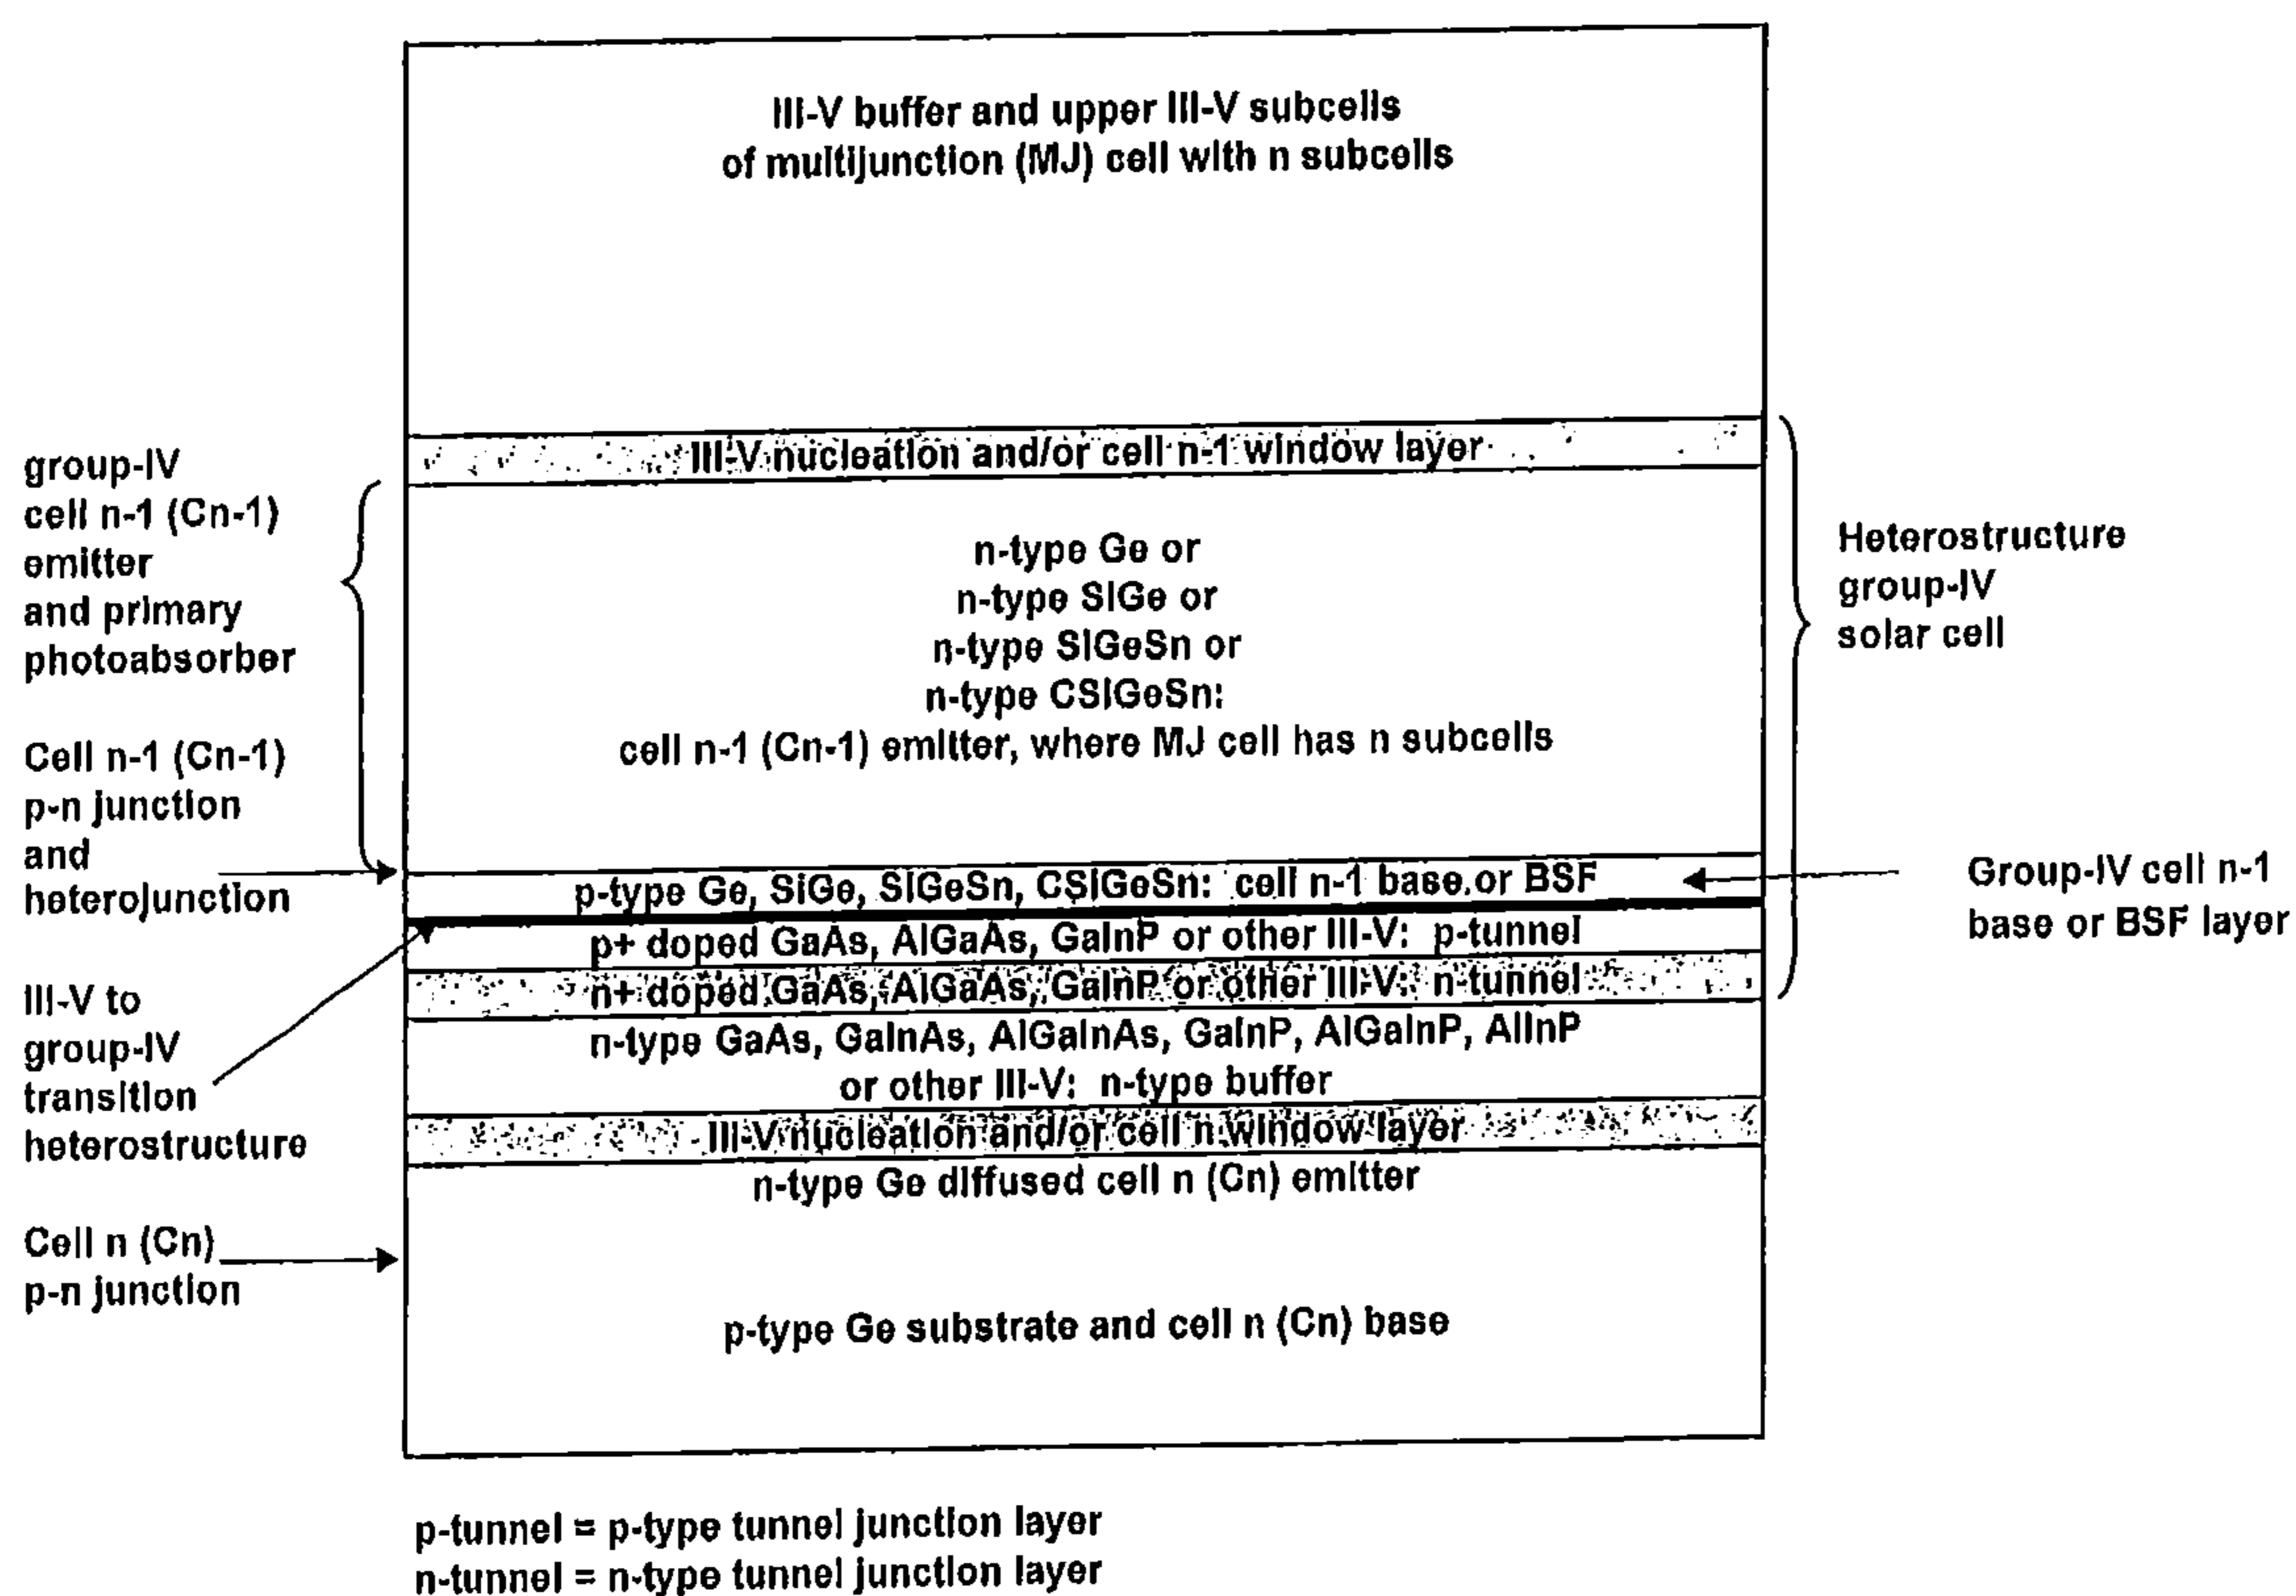 III-V buffer and upper III-V subcells
of multijunction (MJ) cell with n subcells
III-V nucleation and/or cell n-1 window layer
group-IV
cell n-1 (Cn-1)
emitter
and primary
photoabsorber
n-type Ge or
n-type SiGe or
n-type SiGeSn or
n-type CSiGeSn:
cell n-1 (Cn-1) emitter, where MJ cell has n subcells
Heterostructure
group-IV
solar cell
Cell n-1 (Cn-1)
p-n junction
and
heterojunction
p-type Ge, SiGe, SiGeSn, CSiGeSn: cell n-1 base or BSF
Group-IV cell n-1
base or BSF layer
p+ doped GaAs, AlGaAs, GaInP or other III-V: p-tunnel
n+ doped GaAs, AlGaAs, GaInP or other III-V: n-tunnel
III-V to
group-IV
transition
heterostructure
n-type GaAs, GaInAs, AlGaInAs, GaInP, AlGaInP, AlInP
or other III-V: n-type buffer
III-V nucleation and/or cell n window layer
n-type Ge diffused cell n (Cn) emitter
Cell n (Cn)
p-n junction
p-type Ge substrate and cell n (Cn) base
p-tunnel = p-type tunnel junction layer
n-tunnel = n-type tunnel junction layer